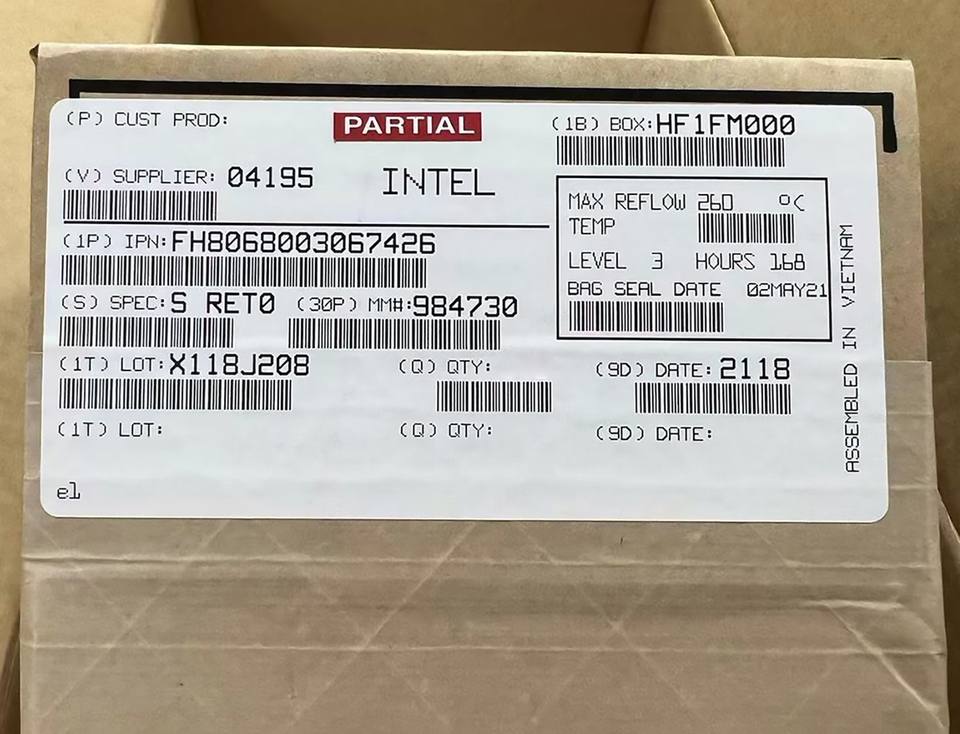 (P) CUST PROD:
PARTIAL
(1B) BOX:HF1FM000
(V) SUPPLIER: 04195
INTEL
MAX REFLOW 260 °C
TEMP
LEVEL 3 HOURS 168
BAG SEAL DATE 02MAY21
(1P) IPN:FH8068003067426
(S) SPEC:S RET0 (30P) MM#:984730
(1T) LOT:X118J208 (Q) QTY: (9D) DATE: 2118
(1T) LOT: (Q) QTY: (9D) DATE:
e1
ASSEMBLED IN VIETNAM